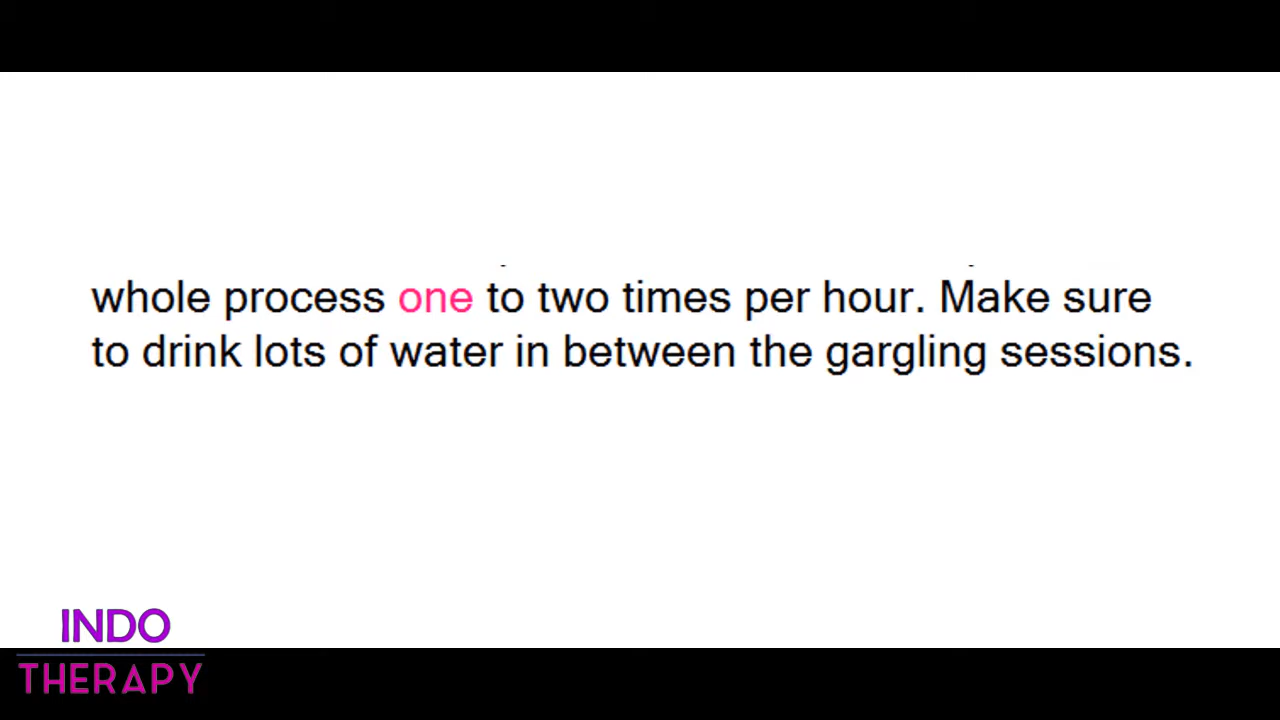 whole process one to two times per hour. Make sure
to drink lots of water in between the gargling sessions.
INDO
THERAPY